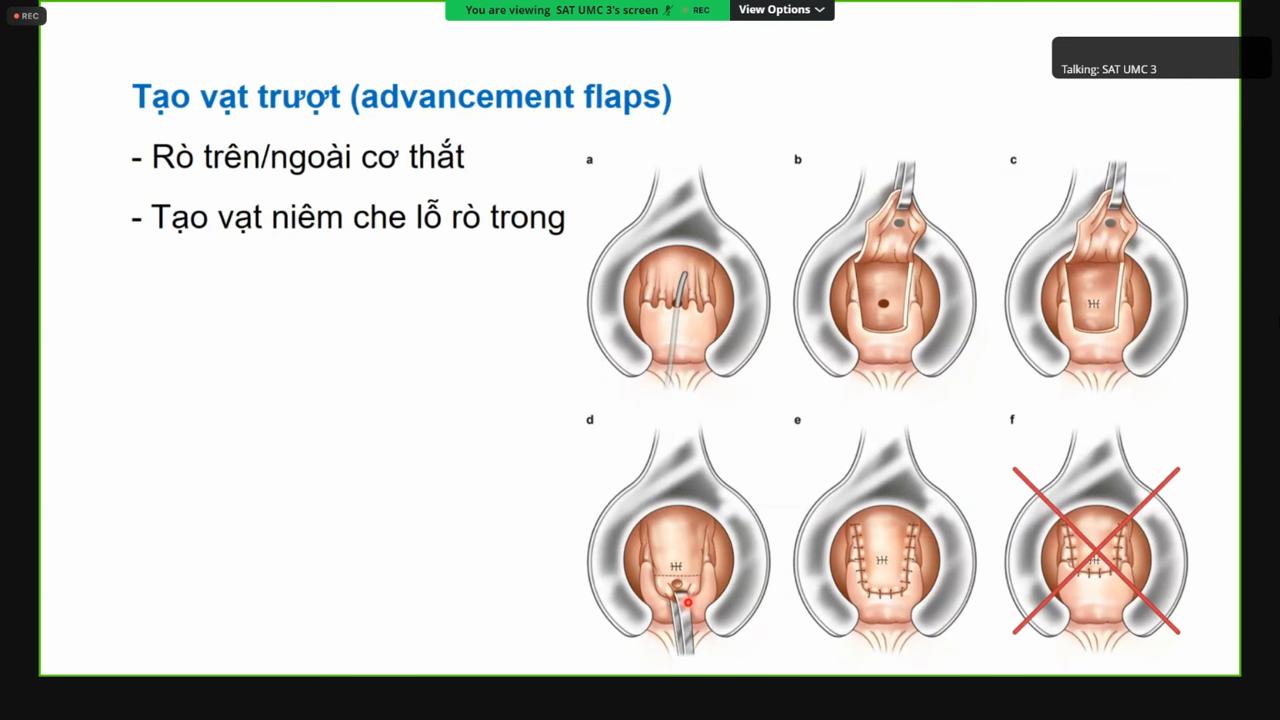 REC
You are viewing SAT UMC 3's screen
REC
View Options
Talking: SAT UMC 3
Tạo vạt trượt (advancement flaps)
- Rò trên/ngoài cơ thắt
- Tạo vạt niêm che lỗ rò trong
a
b
c
d
e
f